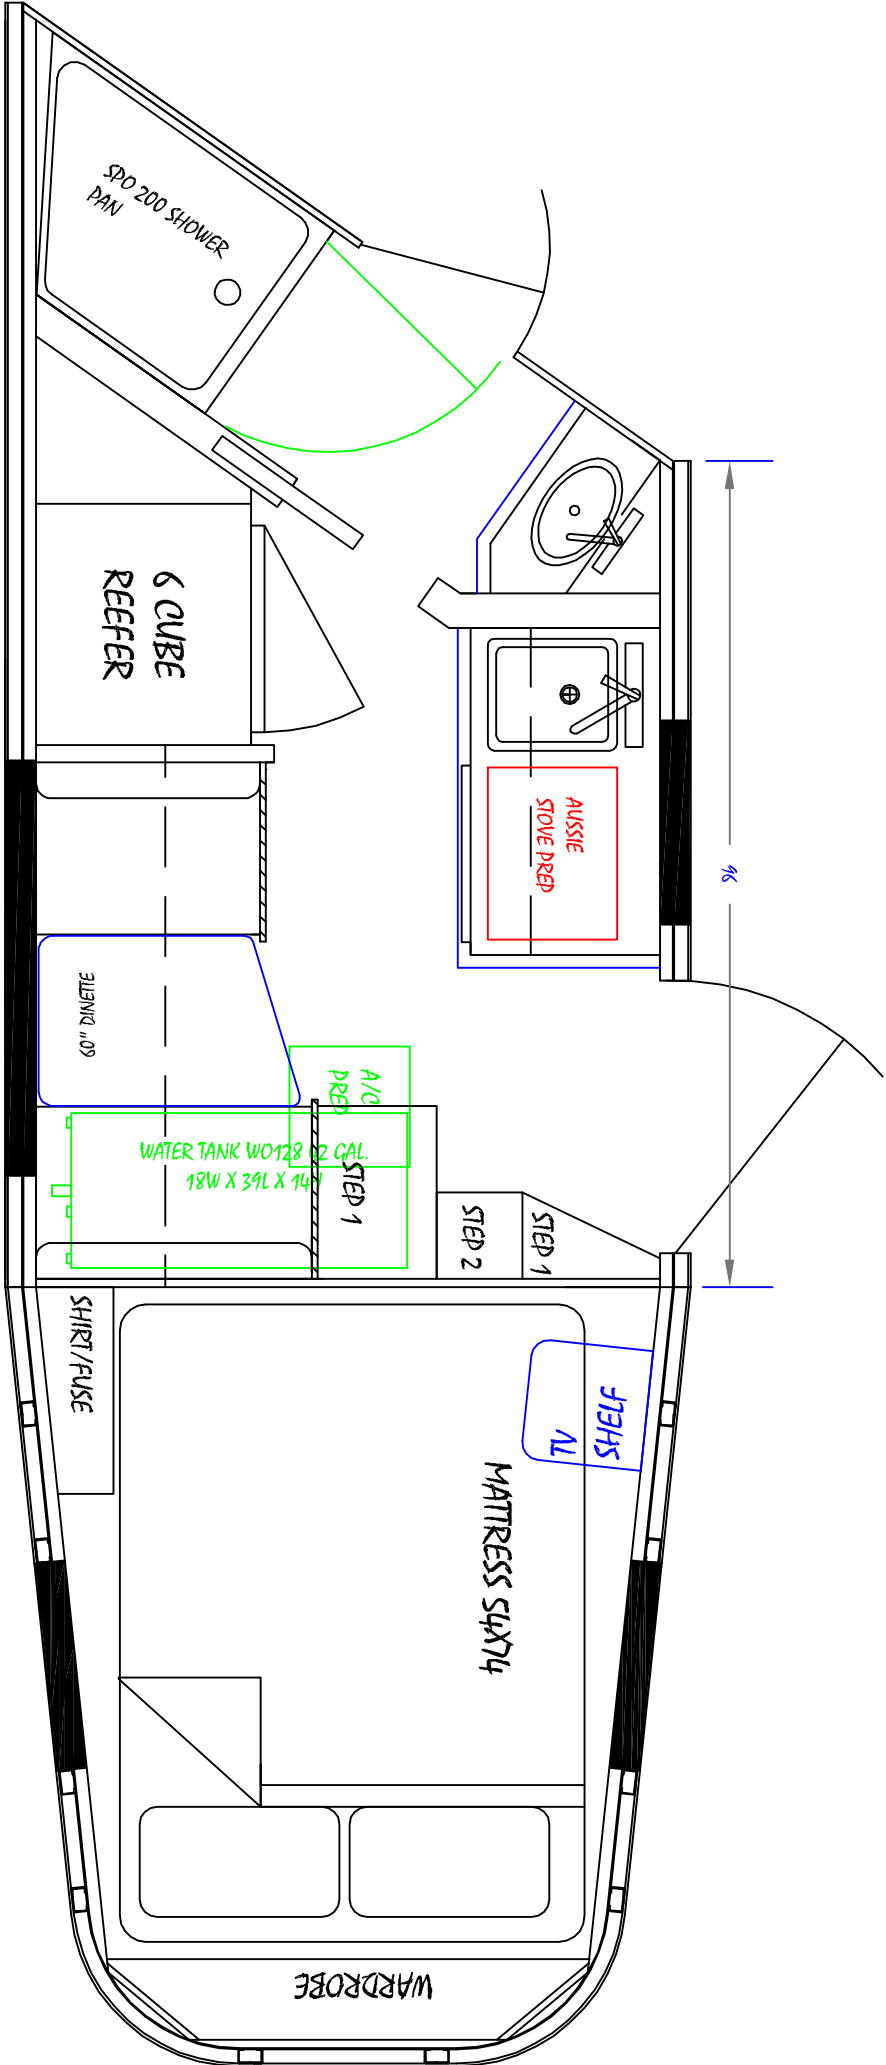 SPO 200 SHOWER
PAN
6 CUBE
REEFER
AUSSIE
STOVE PREP
96
60" DINETTE
A/C
PREP
WATER TANK WO128 42 GAL.
18W X 39L X 14H
STEP 1
STEP 2
STEP 1
SHIRT/FUSE
TV
SHELF
MATTRESS 54X74
WARDROBE